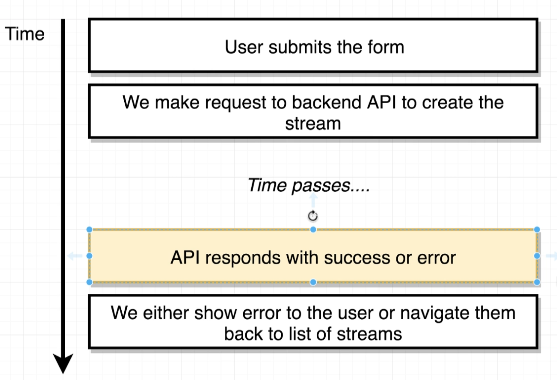 Time
User submits the form
We make request to backend API to create the
stream
Time passes....
API responds with success or error
We either show error to the user or navigate them
back to list of streams